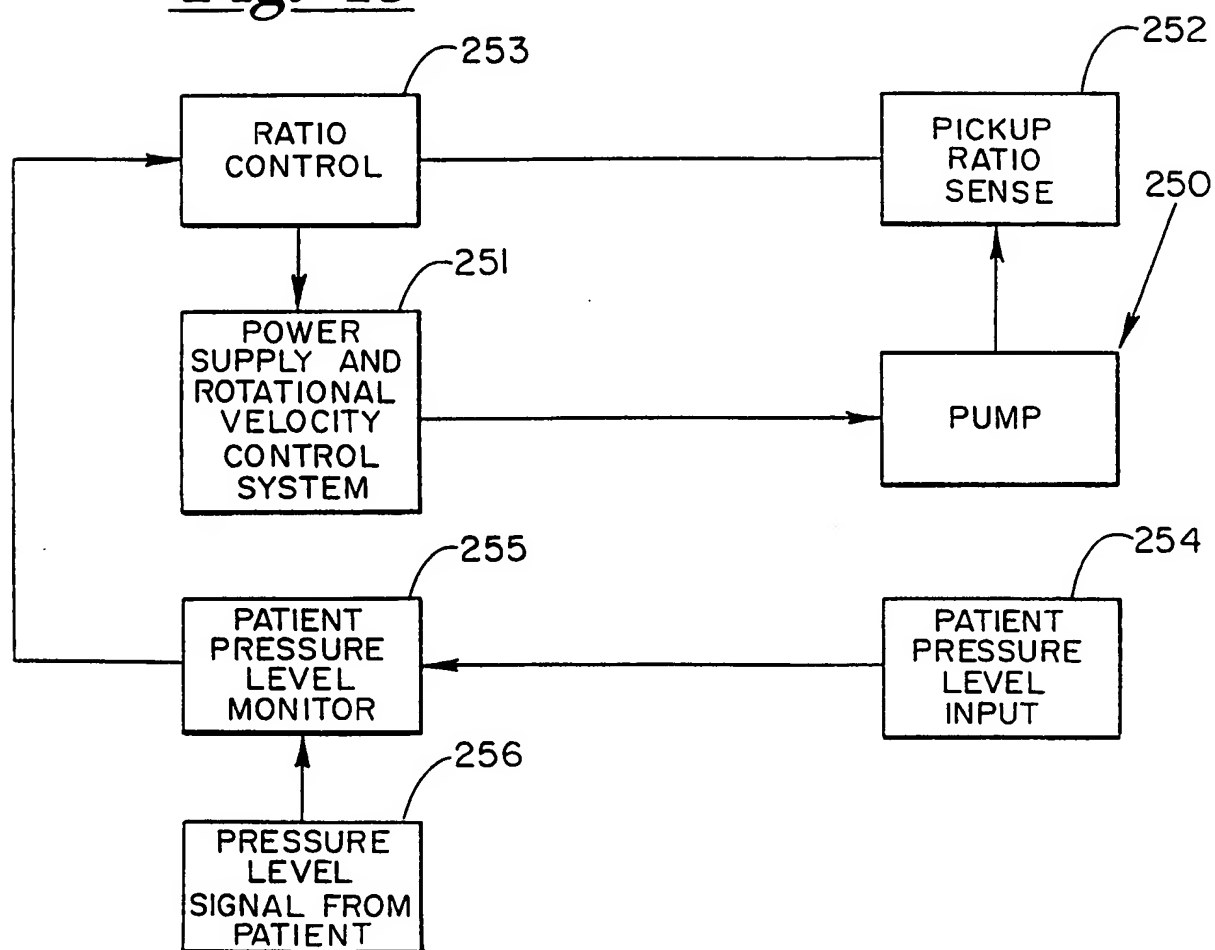 253
252
RATIO
CONTROL
PICKUP
RATIO
SENSE
250
251
POWER
SUPPLY AND
ROTATIONAL
VELOCITY
CONTROL
SYSTEM
PUMP
255
254
PATIENT
PRESSURE
LEVEL
MONITOR
PATIENT
PRESSURE
LEVEL
INPUT
256
PRESSURE
LEVEL
SIGNAL FROM
PATIENT